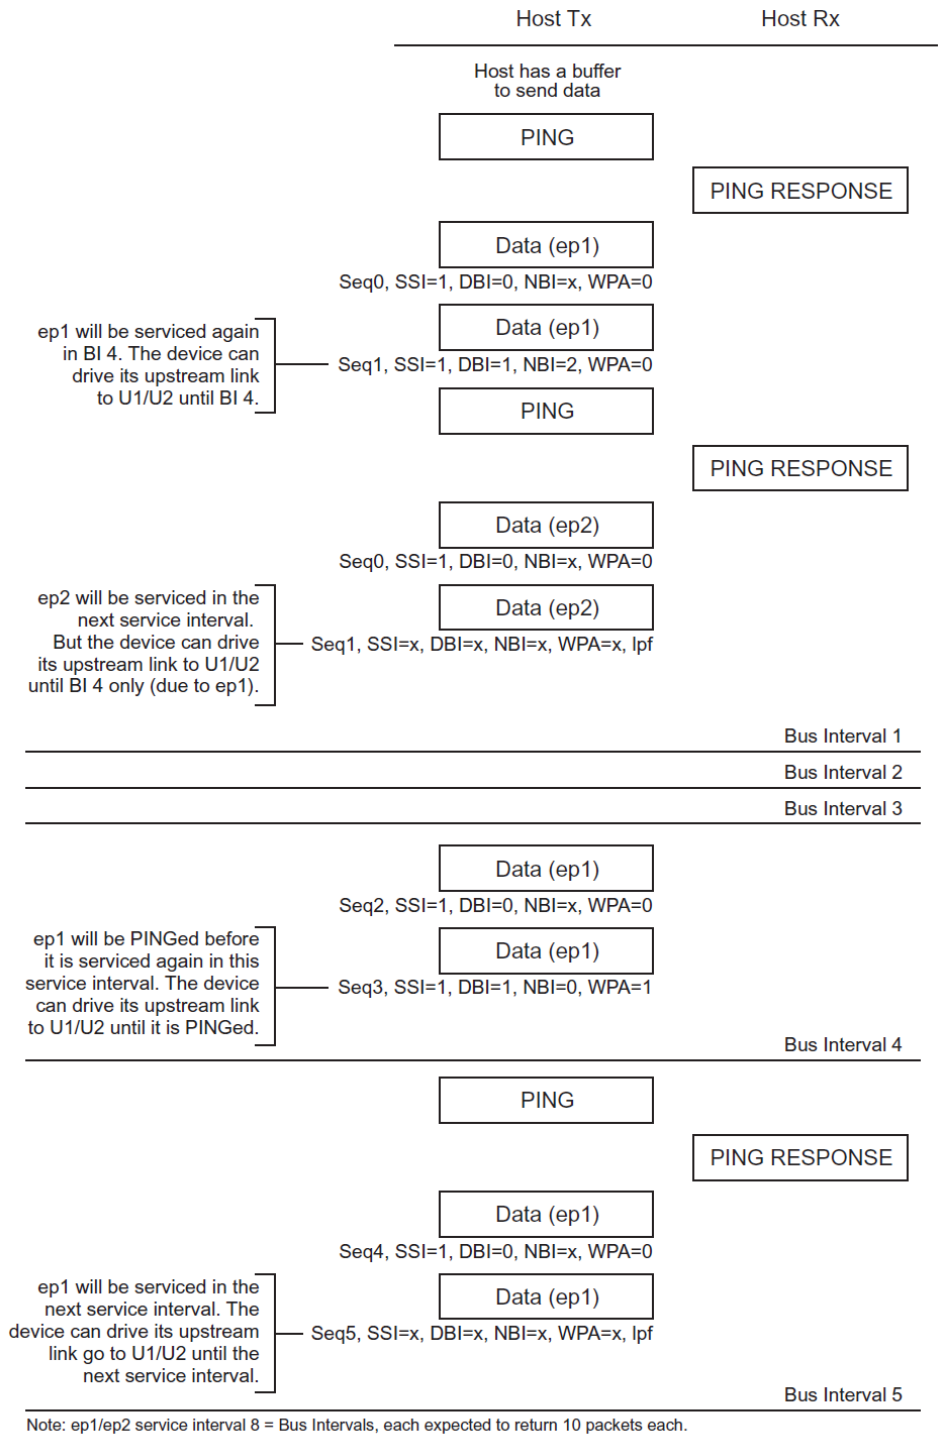 Host Tx
Host Rx
Host has a buffer
to send data
PING
PING RESPONSE
Data (ep1)
Seq0, SSI=1, DBI=0, NBI=x, WPA=0
Data (ep1)
ep1 will be serviced again
in BI 4. The device can
drive its upstream link
to U1/U2 until BI 4.
Seq1, SSI=1, DBI=1, NBI=2, WPA=0
PING
PING RESPONSE
Data (ep2)
Seq0, SSI=1, DBI=0, NBI=x, WPA=0
Data (ep2)
ep2 will be serviced in the
next service interval.
But the device can drive
its upstream link to U1/U2
until BI 4 only (due to ep1).
Seq1, SSI=x, DBI=x, NBI=x, WPA=x, lpf
Bus Interval 1
Bus Interval 2
Bus Interval 3
Data (ep1)
Seq2, SSI=1, DBI=0, NBI=x, WPA=0
Data (ep1)
ep1 will be PINGed before
it is serviced again in this
service interval. The device
can drive its upstream link
to U1/U2 until it is PINGed.
Seq3, SSI=1, DBI=1, NBI=0, WPA=1
Bus Interval 4
PING
PING RESPONSE
Data (ep1)
Seq4, SSI=1, DBI=0, NBI=x, WPA=0
Data (ep1)
ep1 will be serviced in the
next service interval. The
device can drive its upstream
link go to U1/U2 until the
next service interval.
Seq5, SSI=x, DBI=x, NBI=x, WPA=x, lpf
Bus Interval 5
Note: ep1/ep2 service interval 8 = Bus Intervals, each expected to return 10 packets each.